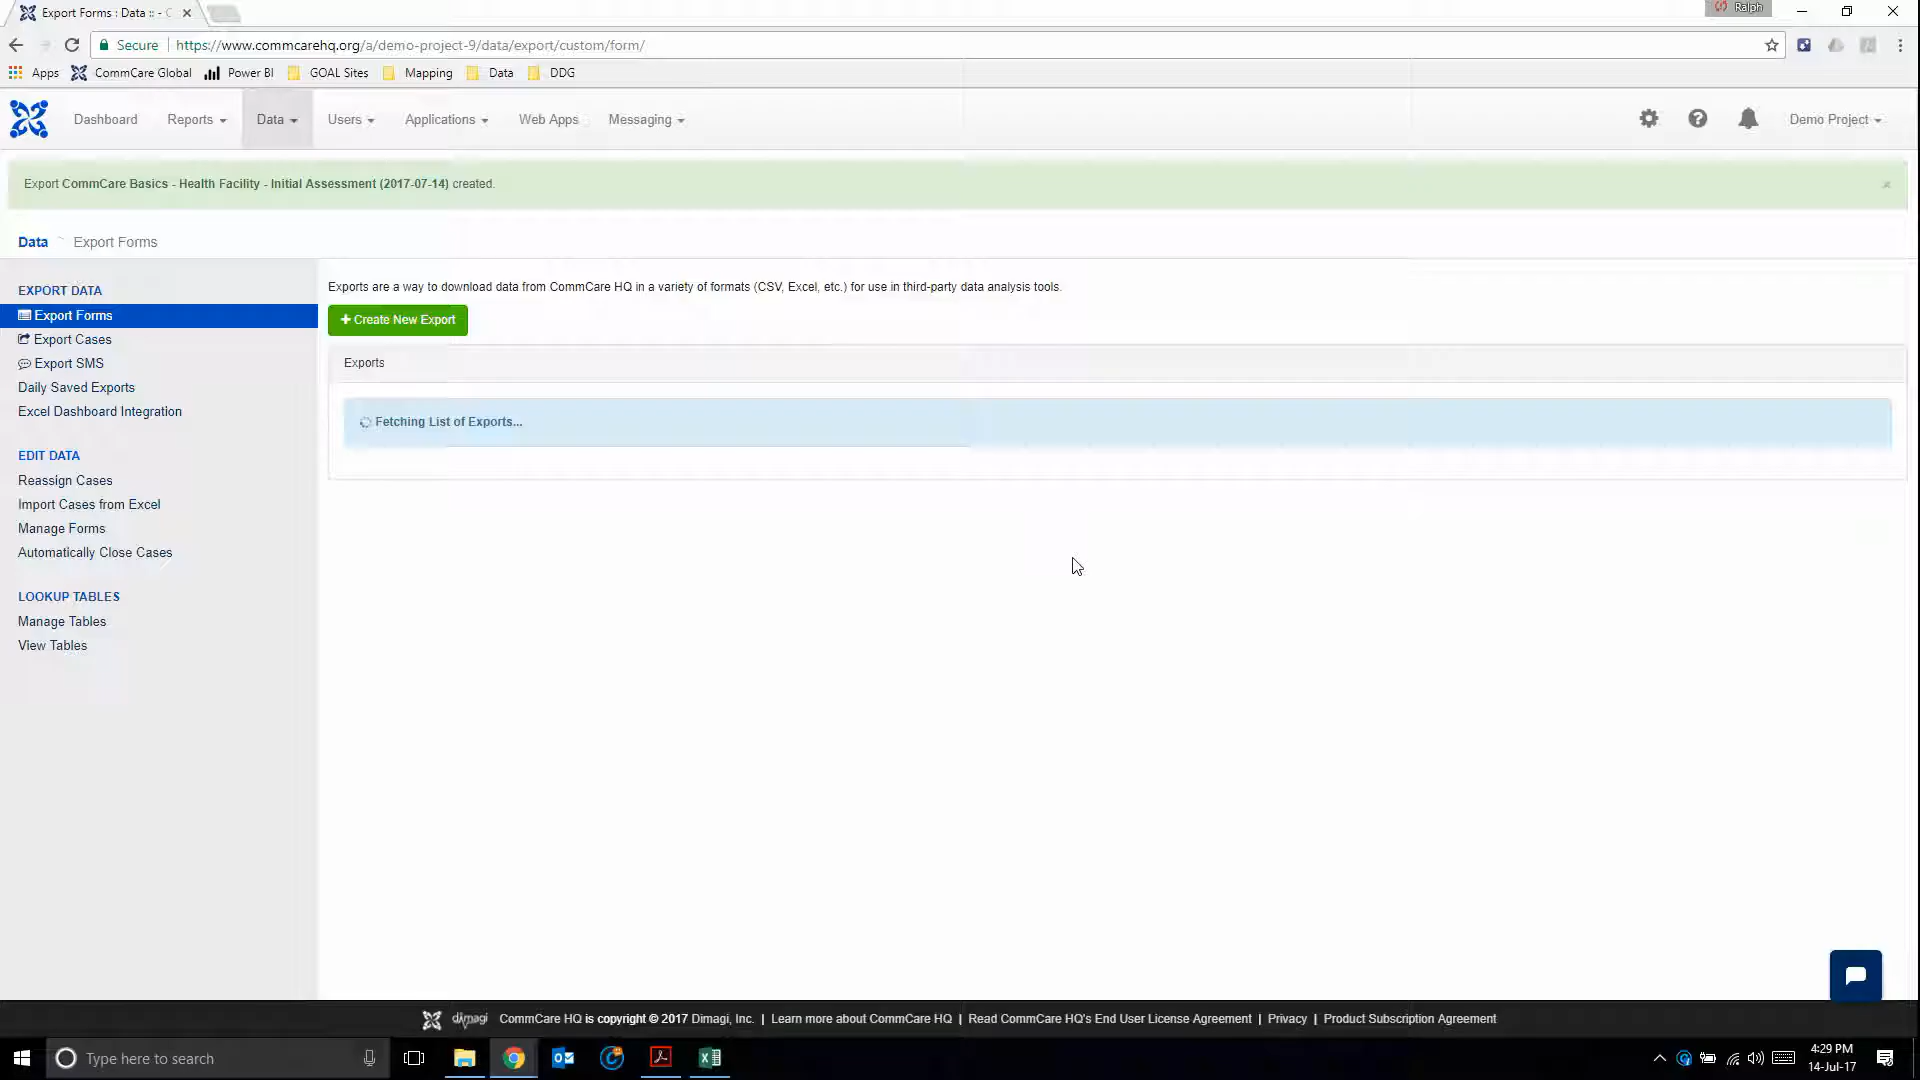 Export Forms : Data :: - C
Ralph
Secure
https://www.commcarehq.org/a/demo-project-9/data/export/custom/form/
Apps
CommCare Global
Power BI
GOAL Sites
Mapping
Data
DDG
Dashboard
Reports
Data
Users
Applications
Web Apps
Messaging
Demo Project
Export CommCare Basics - Health Facility - Initial Assessment (2017-07-14) created.
×
Data
Export Forms
EXPORT DATA
Export Forms
Export Cases
Export SMS
Daily Saved Exports
Excel Dashboard Integration
EDIT DATA
Reassign Cases
Import Cases from Excel
Manage Forms
Automatically Close Cases
LOOKUP TABLES
Manage Tables
View Tables
Exports are a way to download data from CommCare HQ in a variety of formats (CSV, Excel, etc.) for use in third-party data analysis tools.
+ Create New Export
Exports
Fetching List of Exports...
dimagi CommCare HQ is copyright © 2017 Dimagi, Inc. | Learn more about CommCare HQ | Read CommCare HQ's End User License Agreement | Privacy | Product Subscription Agreement
Type here to search
4:29 PM
14-Jul-17